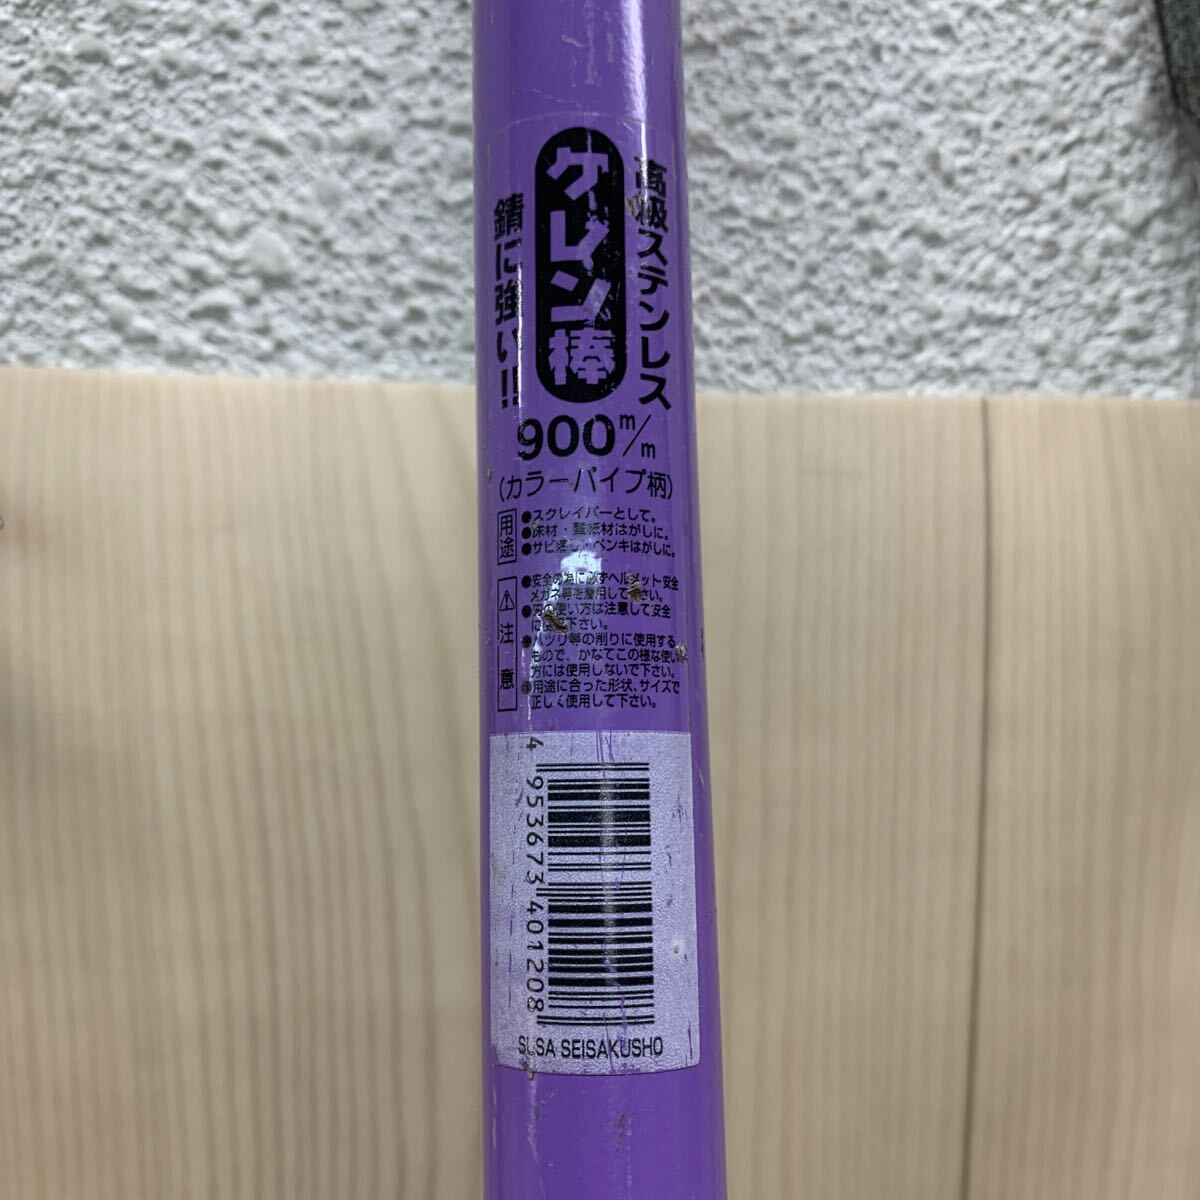 高級ステンレス
ケレン棒
錆に強い!!
900m/m
(カラーパイプ柄)
用途
●スクレイパーとして。
●床材・壁紙材はがしに。
●サビ落し・ペンキはがしに。
⚠注意
●安全の為に必ずヘルメット安全
メガネ等を着用して下さい。
●刃の使い方は注意して安全
に使用下さい。
●ハツリ等の削りに使用する
もので、かなてこの様な使い
方には使用しないで下さい。
●用途に合った形状、サイズで
正しく使用して下さい。
4 953673 401208
SUSA SEISAKUSHO